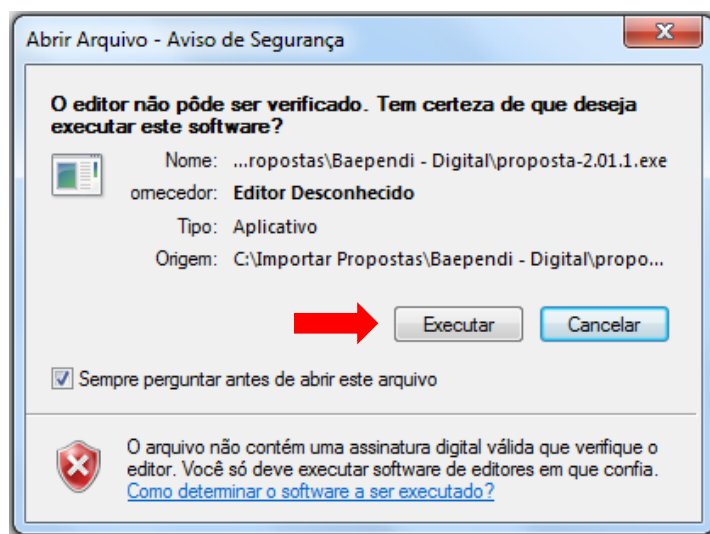 Abrir Arquivo - Aviso de Segurança
O editor não pôde ser verificado. Tem certeza de que deseja
executar este software?
Nome: ...ropostas\Baependi - Digital\proposta-2.01.1.exe
omecedor: Editor Desconhecido
Tipo: Aplicativo
Origem: C:\Importar Propostas\Baependi - Digital\propo...
Executar Cancelar
Sempre perguntar antes de abrir este arquivo
O arquivo não contém uma assinatura digital válida que verifique o
editor. Você só deve executar software de editores em que confia.
Como determinar o software a ser executado?